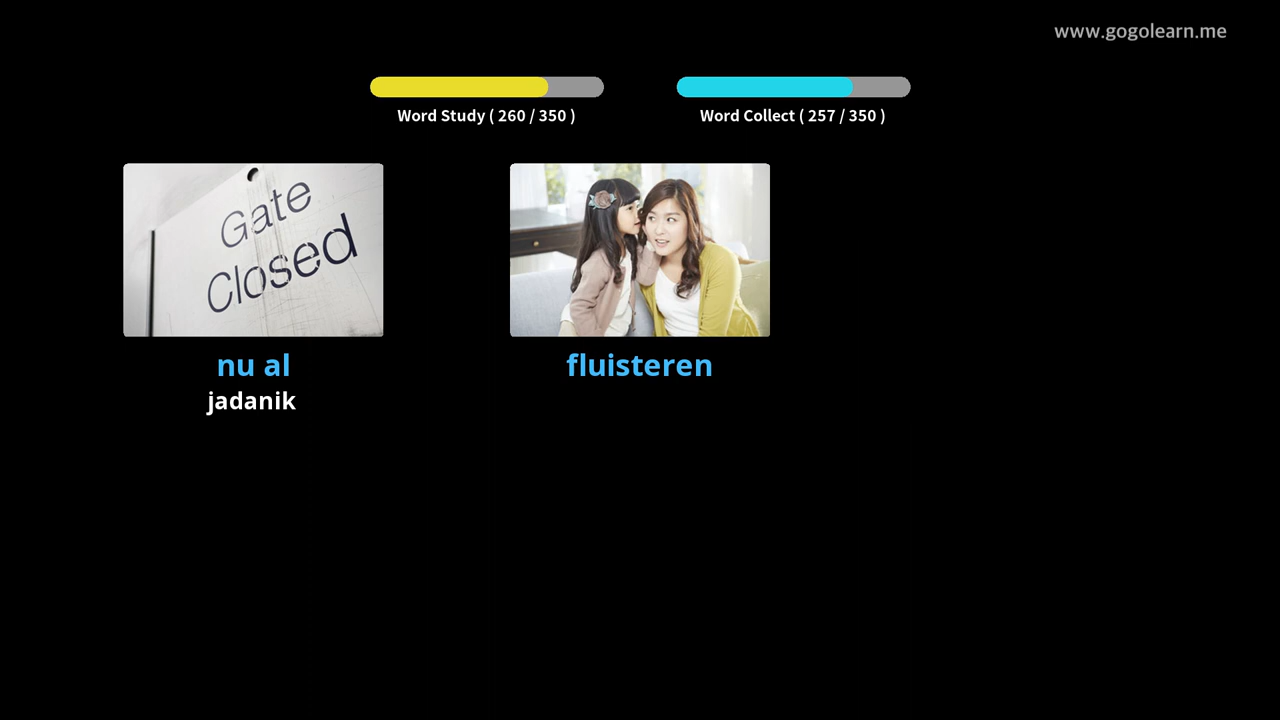 www.gogolearn.me
Word Study ( 260 / 350 )
Word Collect ( 257 / 350 )
Gate
Closed
nu al
jadanik
fluisteren